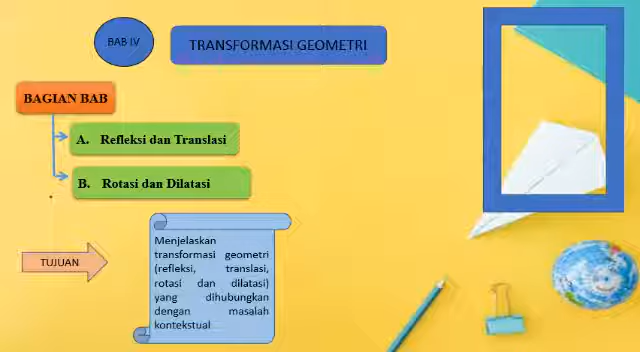 BAB IV
TRANSFORMASI GEOMETRI
BAGIAN BAB
A. Refleksi dan Translasi
B. Rotasi dan Dilatasi
TUJUAN
Menjelaskan
transformasi geometri
(refleksi, translasi,
rotasi dan dilatasi)
yang dihubungkan
dengan masalah
kontekstual